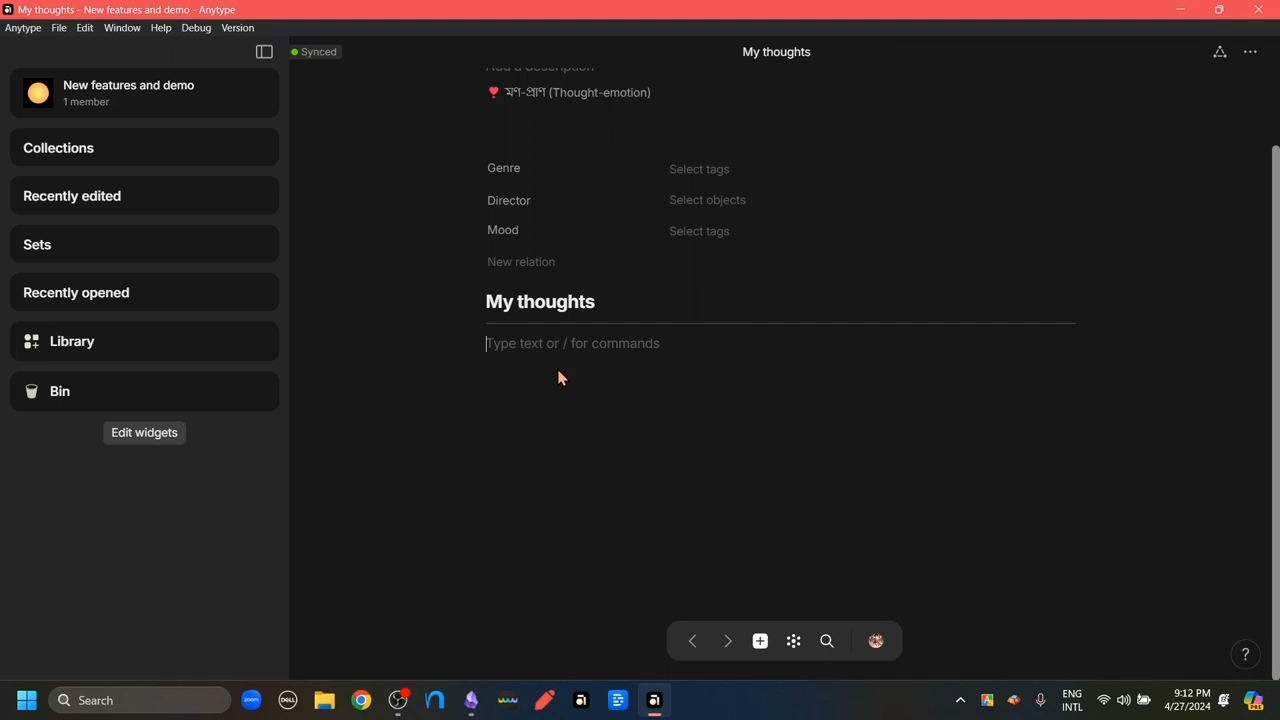 My thoughts - New features and demo - Anytype
Anytype File Edit Window Help Debug Version
Synced
My thoughts
New features and demo
1 member
Collections
Recently edited
Sets
Recently opened
Library
Bin
Edit widgets
Add a description
মণ-প্রাণ (Thought-emotion)
Genre Select tags
Director Select objects
Mood Select tags
New relation
My thoughts
Type text or / for commands
?
Search
zoom
DELL
ENG
INTL
9:12 PM
4/27/2024